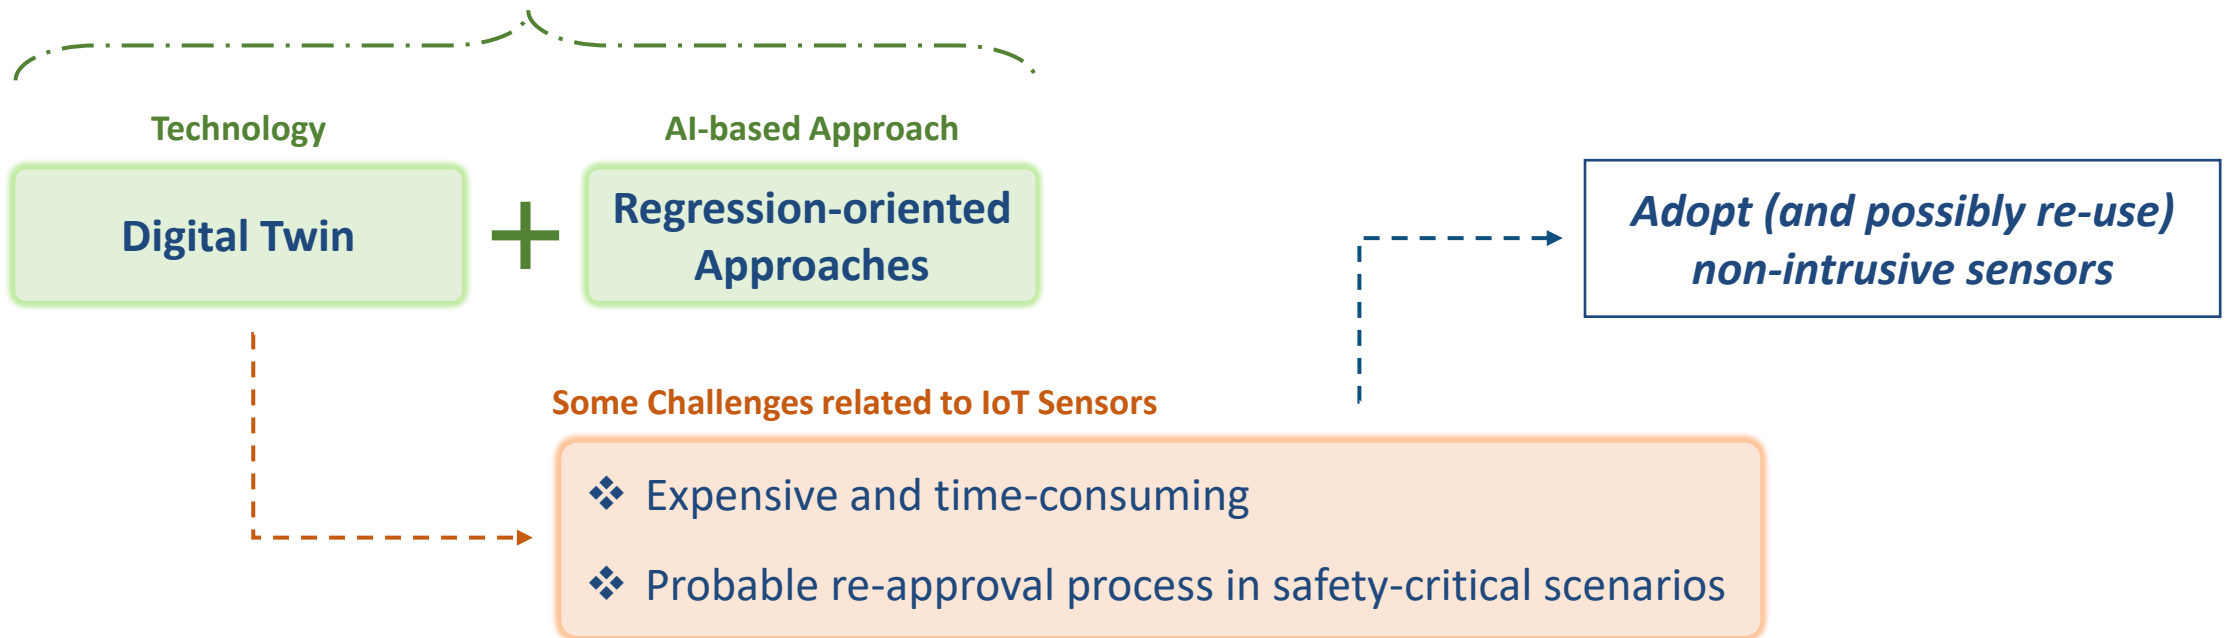 Technology
AI-based Approach
Digital Twin
Regression-oriented
Approaches
Adopt (and possibly re-use)
non-intrusive sensors
Some Challenges related to IoT Sensors
❖ Expensive and time-consuming
❖ Probable re-approval process in safety-critical scenarios